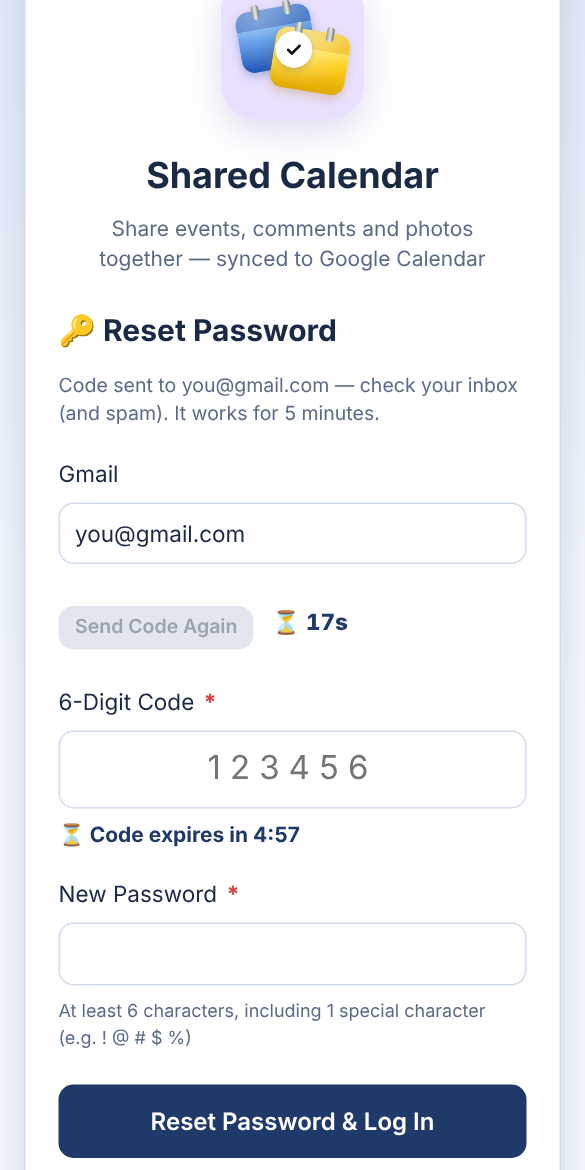 Shared Calendar
Share events, comments and photos
together — synced to Google Calendar
🔑 Reset Password
Code sent to you@gmail.com — check your inbox
(and spam). It works for 5 minutes.
Gmail
you@gmail.com
Send Code Again ⏳ 17s
6-Digit Code *
1 2 3 4 5 6
⏳ Code expires in 4:57
New Password *
At least 6 characters, including 1 special character
(e.g. ! @ # $ %)
Reset Password & Log In